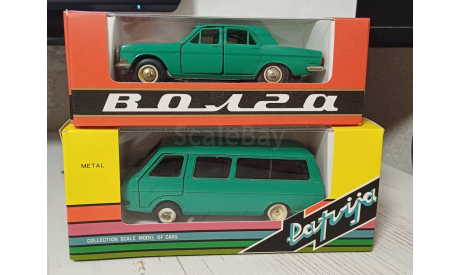 ВОЛГА
ScaleBay
METAL
Latvija
COLLECTION SCALE MODEL OF CARS